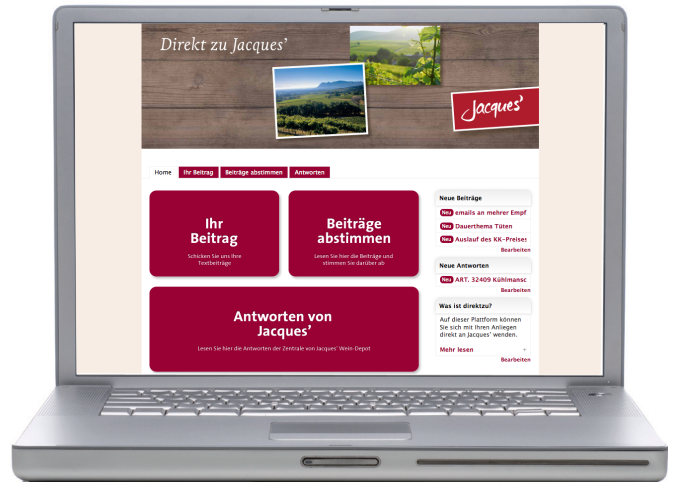 Direkt zu Jacques'
Jacques'
Home
Ihr Beitrag
Beiträge abstimmen
Antworten
Ihr
Beitrag
Schicken Sie uns Ihre
Textbeiträge
Beiträge
abstimmen
Lesen Sie hier die Beiträge und
stimmen Sie darüber ab
Antworten von
Jacques'
Lesen Sie hier die Antworten der Zentrale von Jacques' Wein-Depot
Neue Beiträge
Neu emails an mehrer Empf
Neu Dauerthema Tüten
Neu Auslauf des KK-Preises
Bearbeiten
Neue Antworten
Neu ART. 32409 Kühlmansc
Bearbeiten
Was ist direktzu?
Auf dieser Plattform können
Sie sich mit Ihren Anliegen
direkt an Jacques' wenden.
Mehr lesen +
Bearbeiten